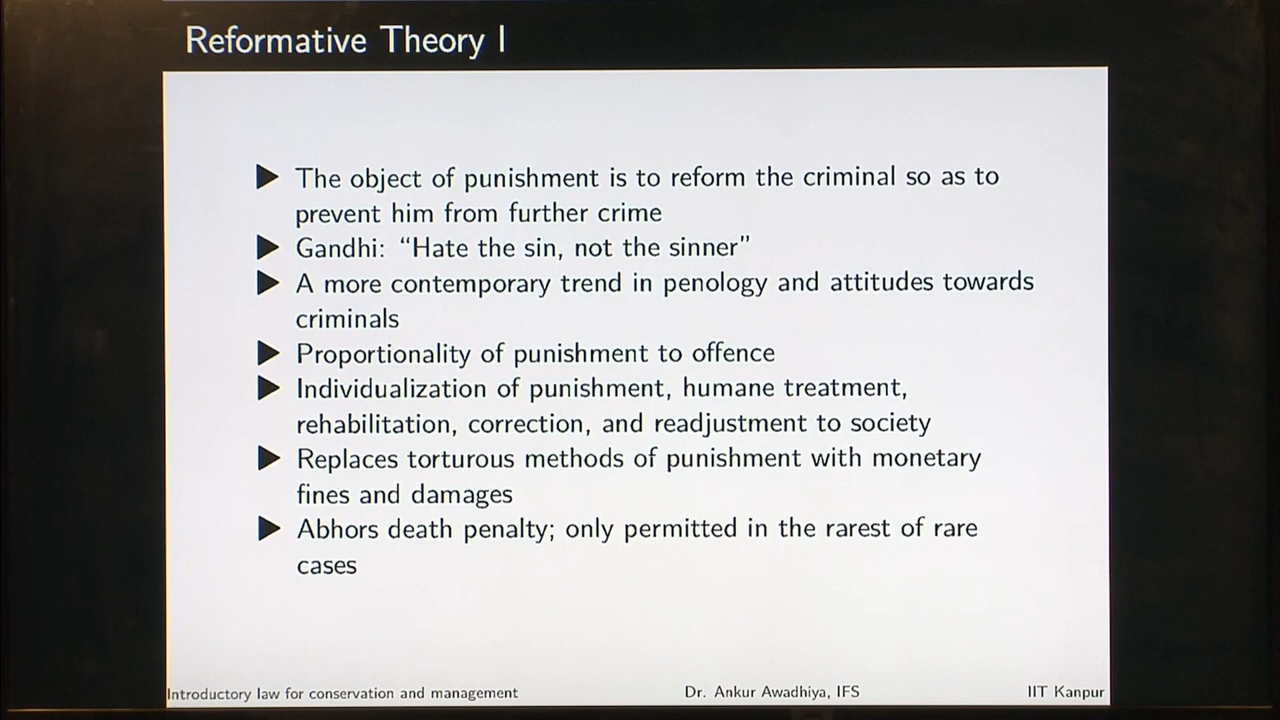 Reformative Theory I
▶ The object of punishment is to reform the criminal so as to
prevent him from further crime
▶ Gandhi: “Hate the sin, not the sinner”
▶ A more contemporary trend in penology and attitudes towards
criminals
▶ Proportionality of punishment to offence
▶ Individualization of punishment, humane treatment,
rehabilitation, correction, and readjustment to society
▶ Replaces torturous methods of punishment with monetary
fines and damages
▶ Abhors death penalty; only permitted in the rarest of rare
cases
Introductory law for conservation and management Dr. Ankur Awadhiya, IFS IIT Kanpur